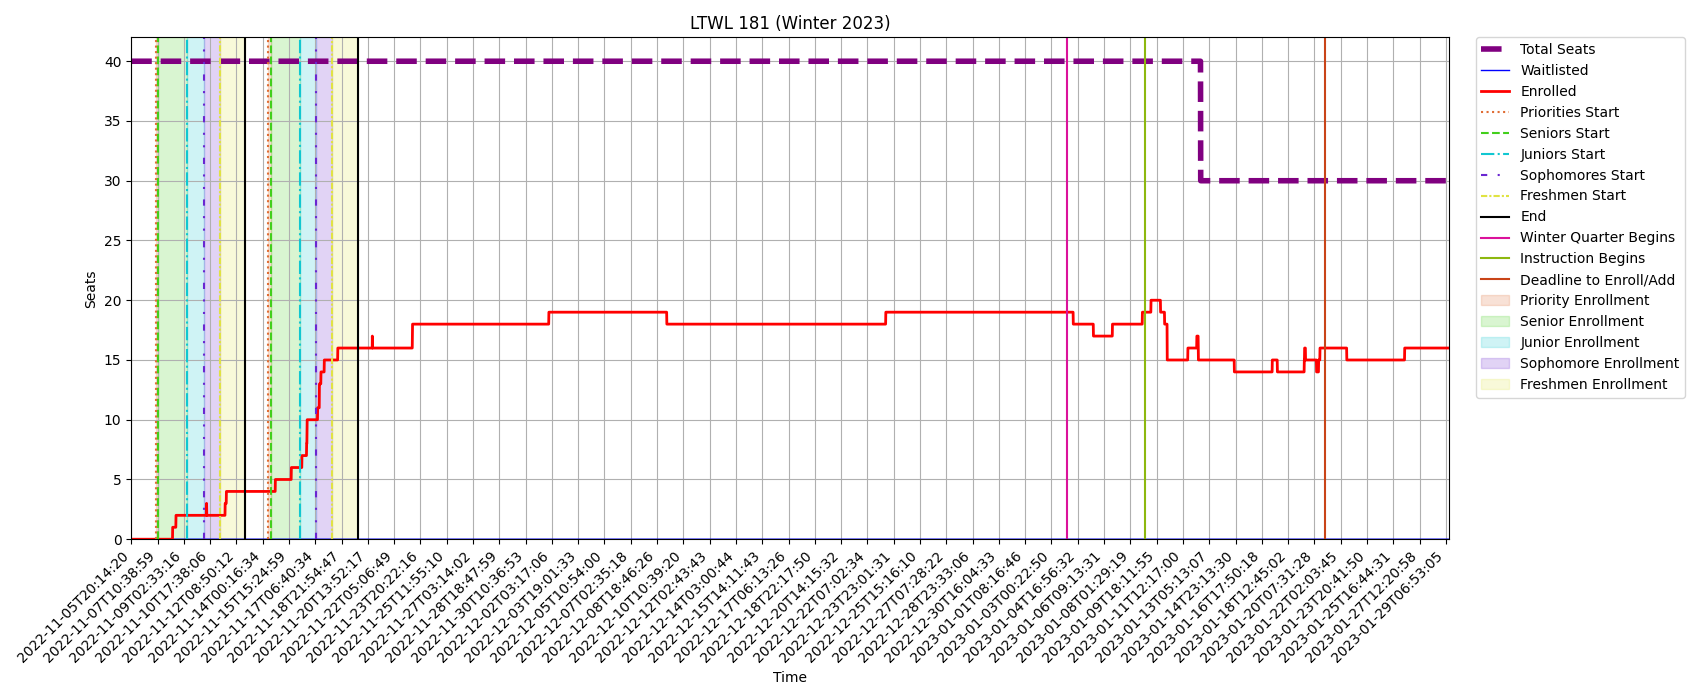 LTWL 181 (Winter 2023)
Seats
40
35
30
25
20
15
10
5
0
2022-11-05T20:14:20
2022-11-07T10:38:59
2022-11-09T02:33:16
2022-11-10T17:38:06
2022-11-12T08:50:12
2022-11-14T00:16:34
2022-11-15T15:24:59
2022-11-17T06:40:34
2022-11-18T21:54:47
2022-11-20T13:52:17
2022-11-22T05:06:49
2022-11-23T20:22:16
2022-11-25T11:55:10
2022-11-27T03:14:02
2022-11-28T18:47:59
2022-11-30T10:36:53
2022-12-02T03:17:06
2022-12-03T19:01:33
2022-12-05T10:54:00
2022-12-07T02:35:18
2022-12-08T18:46:26
2022-12-10T10:39:20
2022-12-12T02:43:43
2022-12-14T03:00:44
2022-12-15T14:11:43
2022-12-17T06:13:26
2022-12-18T22:17:50
2022-12-20T14:15:32
2022-12-22T07:02:34
2022-12-23T23:01:31
2022-12-25T15:16:10
2022-12-27T07:28:22
2022-12-28T23:33:06
2022-12-30T16:04:33
2023-01-01T08:16:46
2023-01-03T00:22:50
2023-01-04T16:56:32
2023-01-06T09:13:31
2023-01-08T01:29:19
2023-01-09T18:11:55
2023-01-11T12:17:00
2023-01-13T05:13:07
2023-01-14T23:13:30
2023-01-16T17:50:18
2023-01-18T12:45:02
2023-01-20T07:31:28
2023-01-22T02:03:45
2023-01-23T20:41:50
2023-01-25T16:44:31
2023-01-27T12:20:58
2023-01-29T06:53:05
Time
Total Seats
Waitlisted
Enrolled
Priorities Start
Seniors Start
Juniors Start
Sophomores Start
Freshmen Start
End
Winter Quarter Begins
Instruction Begins
Deadline to Enroll/Add
Priority Enrollment
Senior Enrollment
Junior Enrollment
Sophomore Enrollment
Freshmen Enrollment